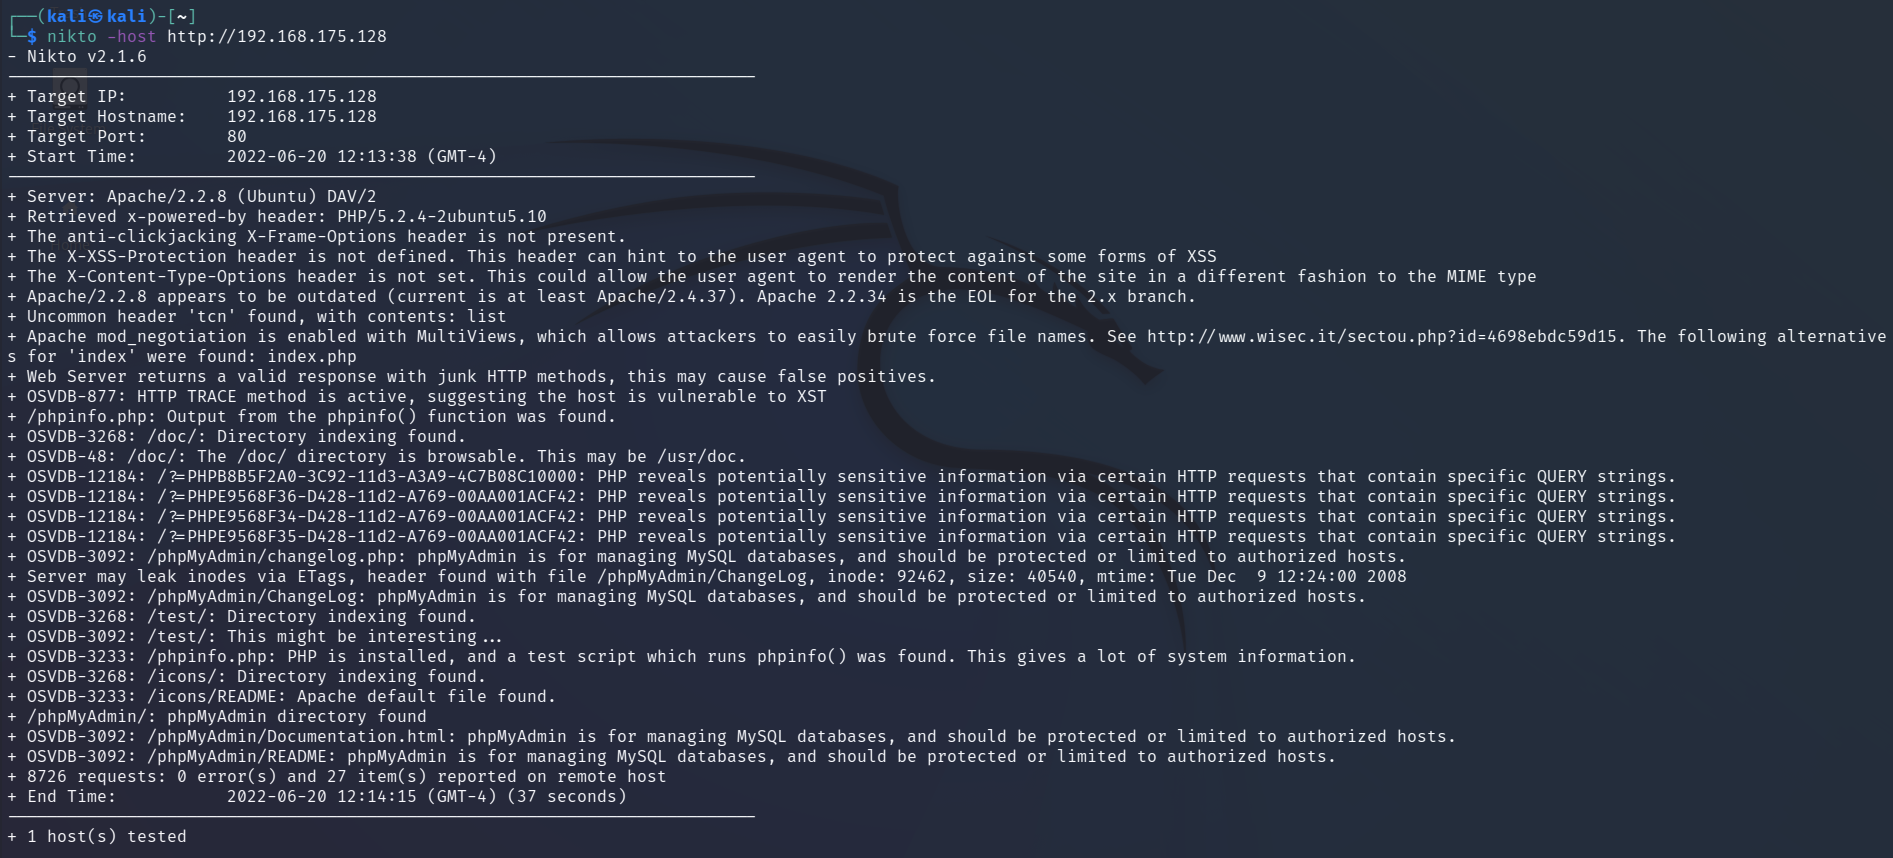 ┌──(kali㉿kali)-[~]
└─$ nikto -host http://192.168.175.128
- Nikto v2.1.6
---------------------------------------------------------------------------
+ Target IP:          192.168.175.128
+ Target Hostname:    192.168.175.128
+ Target Port:        80
+ Start Time:         2022-06-20 12:13:38 (GMT-4)
---------------------------------------------------------------------------
+ Server: Apache/2.2.8 (Ubuntu) DAV/2
+ Retrieved x-powered-by header: PHP/5.2.4-2ubuntu5.10
+ The anti-clickjacking X-Frame-Options header is not present.
+ The X-XSS-Protection header is not defined. This header can hint to the user agent to protect against some forms of XSS
+ The X-Content-Type-Options header is not set. This could allow the user agent to render the content of the site in a different fashion to the MIME type
+ Apache/2.2.8 appears to be outdated (current is at least Apache/2.4.37). Apache 2.2.34 is the EOL for the 2.x branch.
+ Uncommon header 'tcn' found, with contents: list
+ Apache mod_negotiation is enabled with MultiViews, which allows attackers to easily brute force file names. See http://www.wisec.it/sectou.php?id=4698ebdc59d15. The following alternative
s for 'index' were found: index.php
+ Web Server returns a valid response with junk HTTP methods, this may cause false positives.
+ OSVDB-877: HTTP TRACE method is active, suggesting the host is vulnerable to XST
+ /phpinfo.php: Output from the phpinfo() function was found.
+ OSVDB-3268: /doc/: Directory indexing found.
+ OSVDB-48: /doc/: The /doc/ directory is browsable. This may be /usr/doc.
+ OSVDB-12184: /?=PHPB8B5F2A0-3C92-11d3-A3A9-4C7B08C10000: PHP reveals potentially sensitive information via certain HTTP requests that contain specific QUERY strings.
+ OSVDB-12184: /?=PHPE9568F36-D428-11d2-A769-00AA001ACF42: PHP reveals potentially sensitive information via certain HTTP requests that contain specific QUERY strings.
+ OSVDB-12184: /?=PHPE9568F34-D428-11d2-A769-00AA001ACF42: PHP reveals potentially sensitive information via certain HTTP requests that contain specific QUERY strings.
+ OSVDB-12184: /?=PHPE9568F35-D428-11d2-A769-00AA001ACF42: PHP reveals potentially sensitive information via certain HTTP requests that contain specific QUERY strings.
+ OSVDB-3092: /phpMyAdmin/changelog.php: phpMyAdmin is for managing MySQL databases, and should be protected or limited to authorized hosts.
+ Server may leak inodes via ETags, header found with file /phpMyAdmin/ChangeLog, inode: 92462, size: 40540, mtime: Tue Dec  9 12:24:00 2008
+ OSVDB-3092: /phpMyAdmin/ChangeLog: phpMyAdmin is for managing MySQL databases, and should be protected or limited to authorized hosts.
+ OSVDB-3268: /test/: Directory indexing found.
+ OSVDB-3092: /test/: This might be interesting...
+ OSVDB-3233: /phpinfo.php: PHP is installed, and a test script which runs phpinfo() was found. This gives a lot of system information.
+ OSVDB-3268: /icons/: Directory indexing found.
+ OSVDB-3233: /icons/README: Apache default file found.
+ /phpMyAdmin/: phpMyAdmin directory found
+ OSVDB-3092: /phpMyAdmin/Documentation.html: phpMyAdmin is for managing MySQL databases, and should be protected or limited to authorized hosts.
+ OSVDB-3092: /phpMyAdmin/README: phpMyAdmin is for managing MySQL databases, and should be protected or limited to authorized hosts.
+ 8726 requests: 0 error(s) and 27 item(s) reported on remote host
+ End Time:           2022-06-20 12:14:15 (GMT-4) (37 seconds)
---------------------------------------------------------------------------
+ 1 host(s) tested